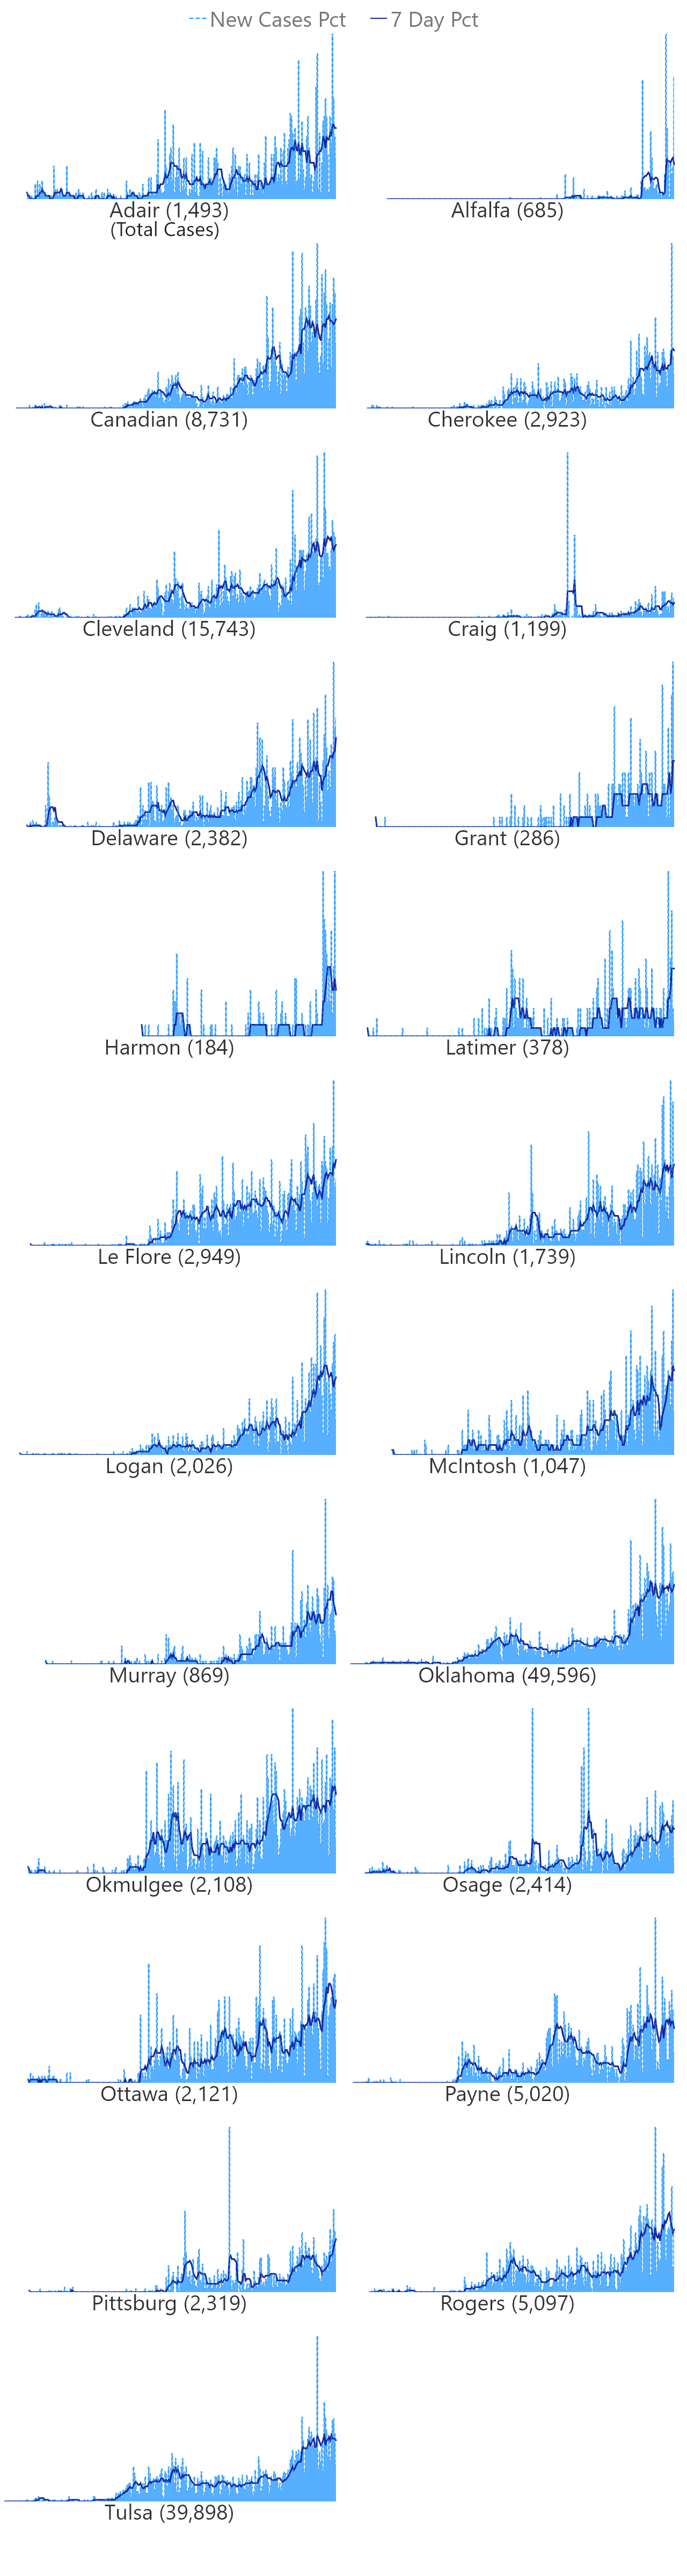 New Cases Pct 7 Day Pct
Adair (1,493) Alfalfa (685)
(Total Cases)
Canadian (8,731) Cherokee (2,923)
Cleveland (15,743) Craig (1,199)
Delaware (2,382) Grant (286)
Harmon (184) Latimer (378)
Le Flore (2,949) Lincoln (1,739)
Logan (2,026) McIntosh (1,047)
Murray (869) Oklahoma (49,596)
Okmulgee (2,108) Osage (2,414)
Ottawa (2,121) Payne (5,020)
Pittsburg (2,319) Rogers (5,097)
Tulsa (39,898)